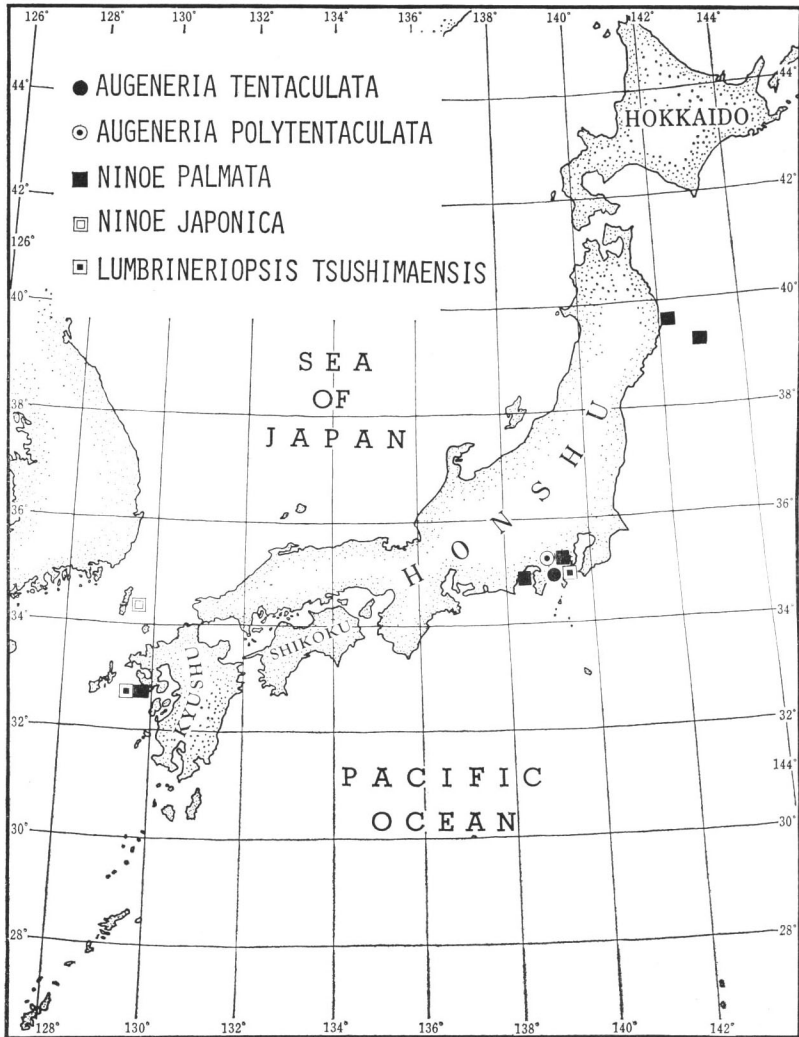 126° 128° 130° 132° 134° 136° 138° 140° 142° 144°
44° 44°
AUGENERIA TENTACULATA
AUGENERIA POLYTENTACULATA
HOKKAIDO
NINOE PALMATA
42° 42°
NINOE JAPONICA
126°
LUMBRINERIOPSIS TSUSHIMAENSIS
40° 40°
SEA
OF
JAPAN
38° 38°
HONSHU
36° 36°
34° 34°
SHIKOKU
KYUSHU
32° 32°
PACIFIC
OCEAN
144°
30° 30°
28° 28°
128° 130° 132° 134° 136° 138° 140° 142°